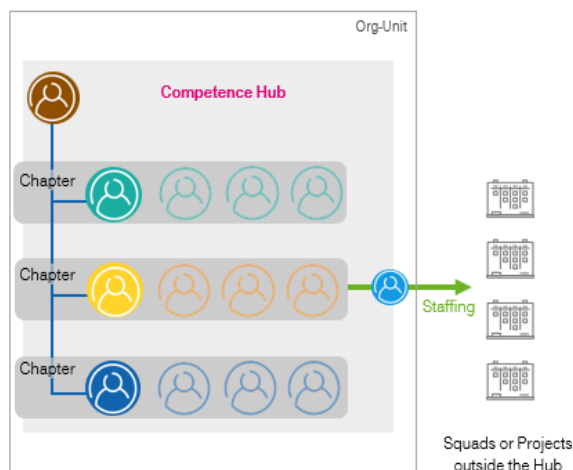 Org-Unit
Competence Hub
Chapter
Chapter
Staffing
Chapter
Squads or Projects
outside the Hub